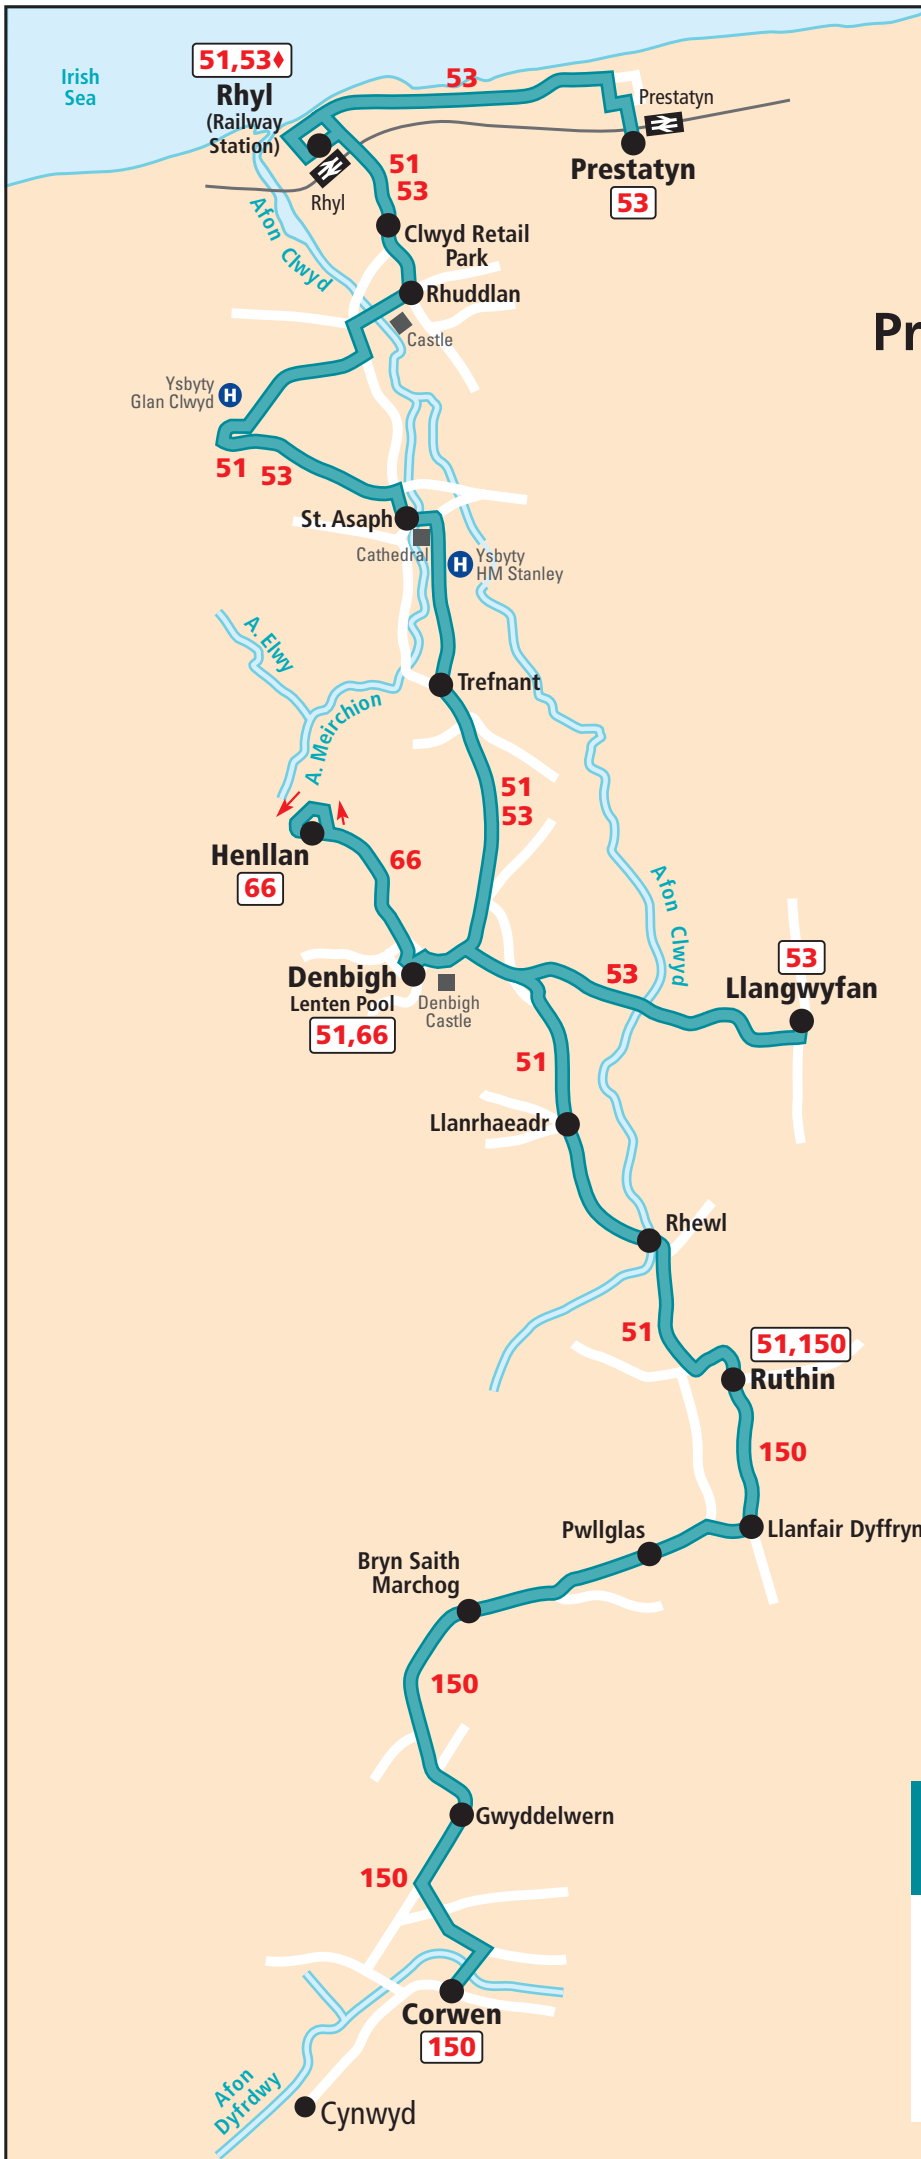 Irish
Sea
51,53♦
Rhyl
(Railway
Station)
53
Prestatyn
Prestatyn
53
51
53
Rhyl
Afon Clwyd
Clwyd Retail
Park
Rhuddlan
Pr
Castle
Ysbyty
Glan Clwyd
H
51 53
St. Asaph
Cathedral
H
Ysbyty
HM Stanley
A. Elwy
Trefnant
A. Meirchion
51
53
Henllan
66
66
Afon Clwyd
53
Llangwyfan
53
Denbigh
Lenten Pool
51,66
Denbigh
Castle
51
Llanrhaeadr
Rhewl
51
51,150
Ruthin
150
Llanfair Dyffryn
Pwllglas
Bryn Saith
Marchog
150
Gwyddelwern
150
Corwen
150
Afon
Dyfrdwy
Cynwyd